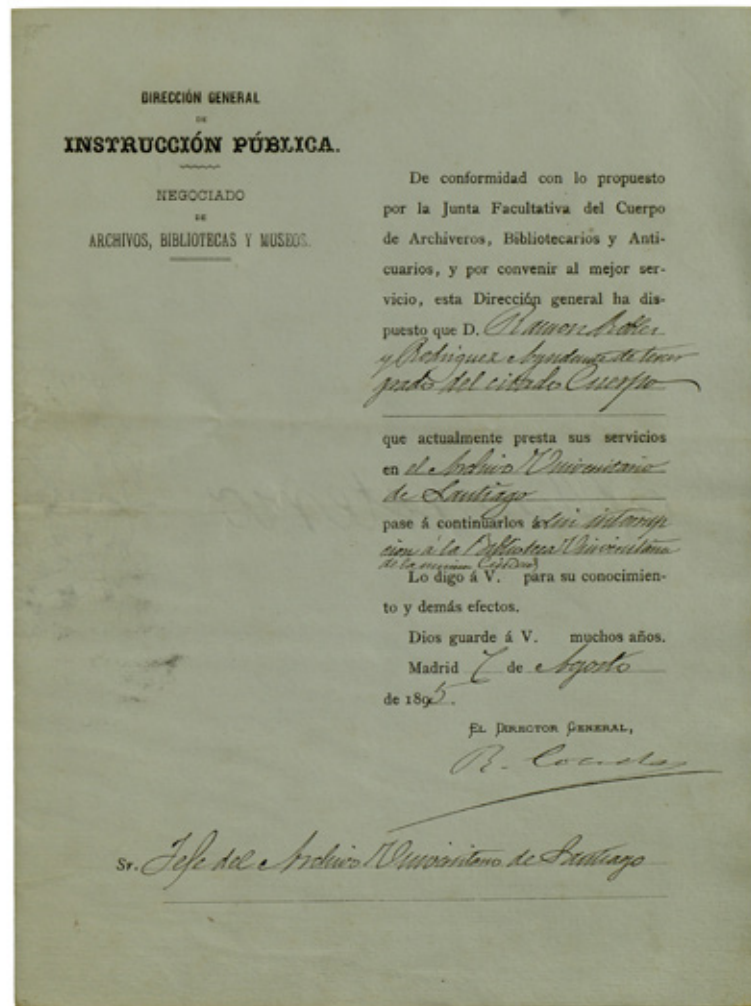 DIRECCIÓN GENERAL
DE
INSTRUCCIÓN PÚBLICA.
NEGOCIADO
DE
ARCHIVOS, BIBLIOTECAS Y MUSEOS.
De conformidad con lo propuesto
por la Junta Facultativa del Cuerpo
de Archiveros, Bibliotecarios y Anti-
cuarios, y por convenir al mejor ser-
vicio, esta Dirección general ha dis-
puesto que D. Ramon
y Rodriguez Ayudante de tercer
grado del citado Cuerpo
que actualmente presta sus servicios
en el Archivo Universitario
de Santiago
pase á continuarlos sin interrup
cion á la Biblioteca Universitaria
de la misma Ciudad
Lo digo á V. para su conocimien-
to y demás efectos.
Dios guarde á V. muchos años.
Madrid 7 de Agosto
de 1895.
EL DIRECTOR GENERAL,
R. Conde
Sr. Jefe del Archivo Universitario de Santiago